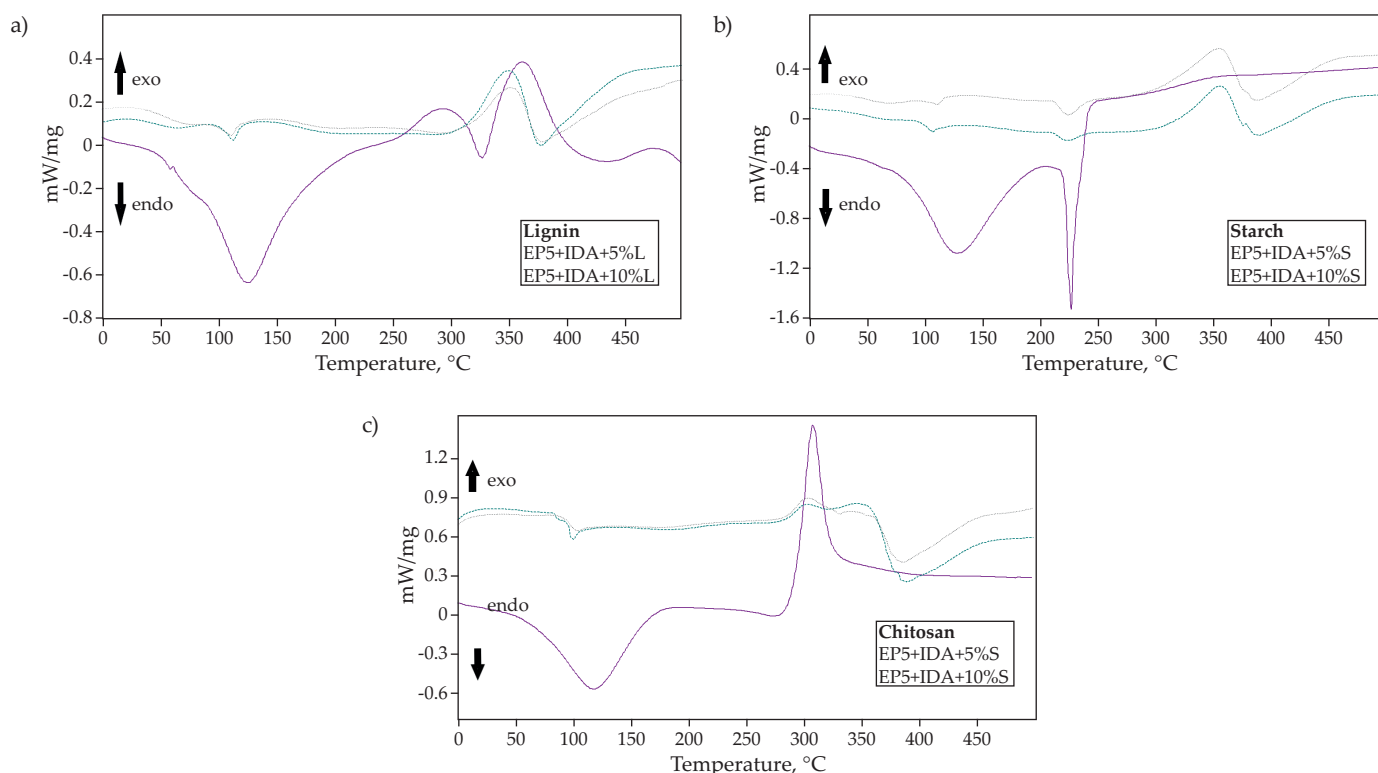 a)
0.4
0.2
0
-0.2
-0.4
-0.6
-0.8
mW/mg
exo
endo
Lignin
EP5+IDA+5%L
EP5+IDA+10%L
0 50 100 150 200 250 300 350 400 450
Temperature, °C
b)
0.4
0
-0.4
-0.8
-1.2
-1.6
mW/mg
exo
endo
Starch
EP5+IDA+5%S
EP5+IDA+10%S
0 50 100 150 200 250 300 350 400 450
Temperature, °C
c)
1.2
0.9
0.6
0.3
0
-0.3
-0.6
mW/mg
exo
endo
Chitosan
EP5+IDA+5%S
EP5+IDA+10%S
0 50 100 150 200 250 300 350 400 450
Temperature, °C